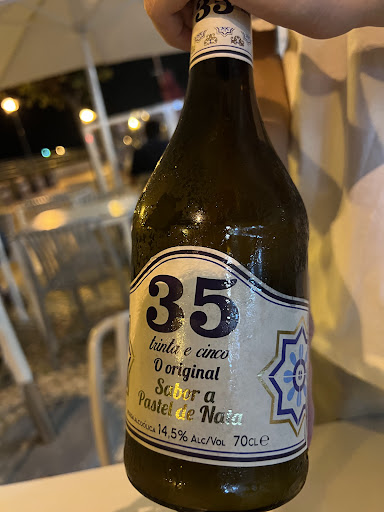 35
35
trinta e cinco
O original
Sabor a
Pastel de Nata
14,5% ALC/VOL 70CL e